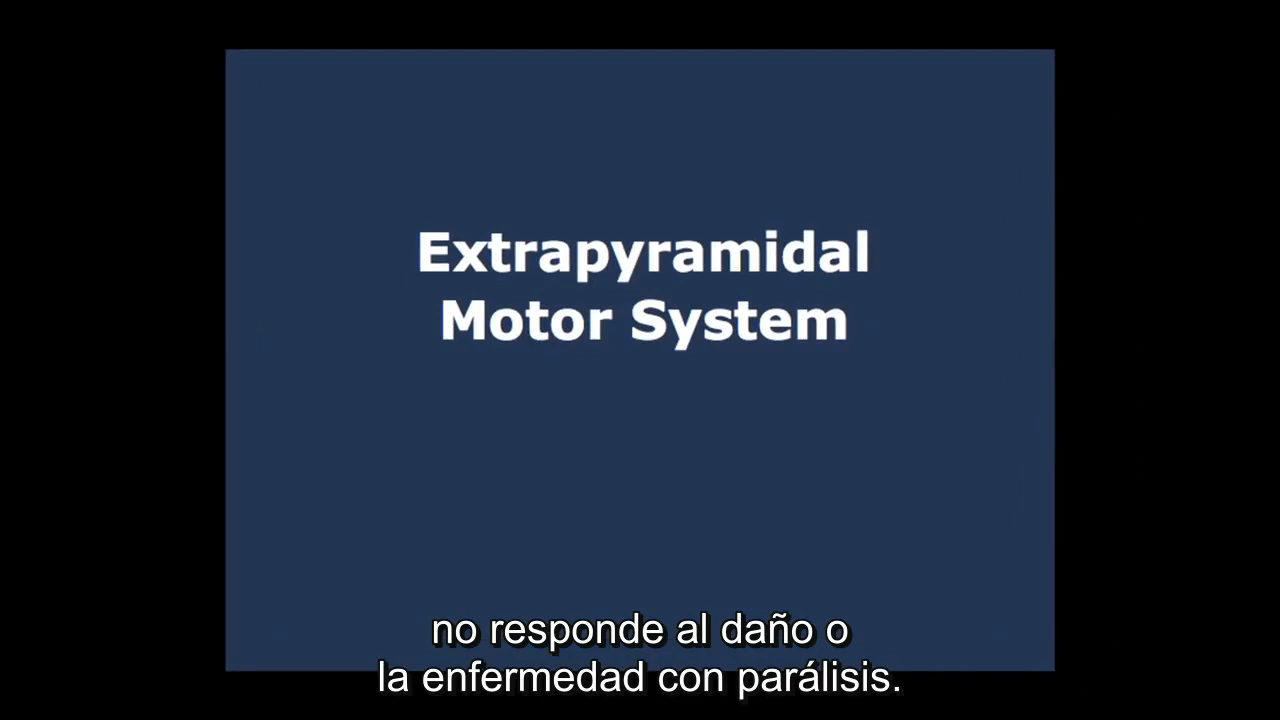 Extrapyramidal
Motor System
no responde al daño o
la enfermedad con parálisis.